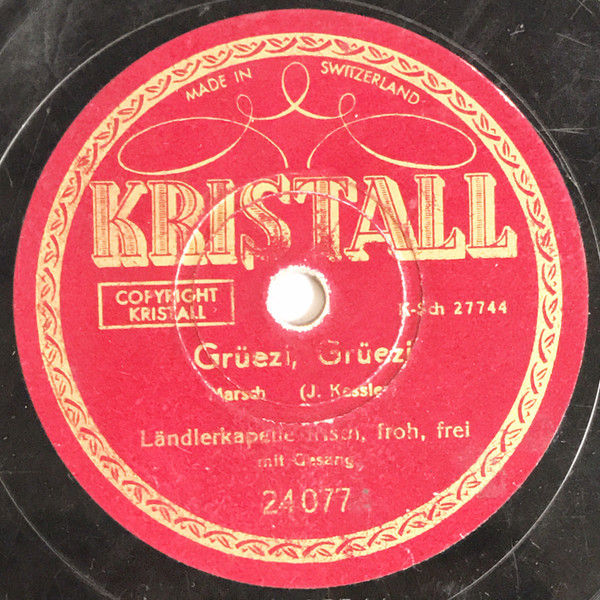 MADE IN SWITZERLAND
KRISTALL
COPYRIGHT
KRISTALL
K-Sch 27744
Grüezi, Grüezi
Marsch (J. Kessler)
Ländlerkapelle frisch, froh, frei
mit Gesang
24077